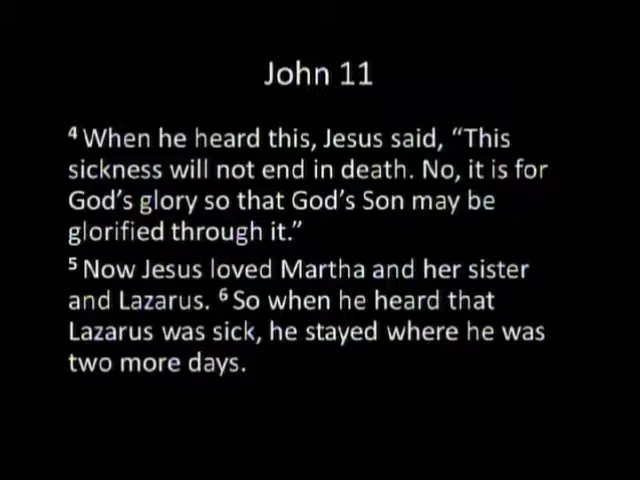 John 11
⁴ When he heard this, Jesus said, “This
sickness will not end in death. No, it is for
God’s glory so that God’s Son may be
glorified through it.”
⁵ Now Jesus loved Martha and her sister
and Lazarus. ⁶ So when he heard that
Lazarus was sick, he stayed where he was
two more days.